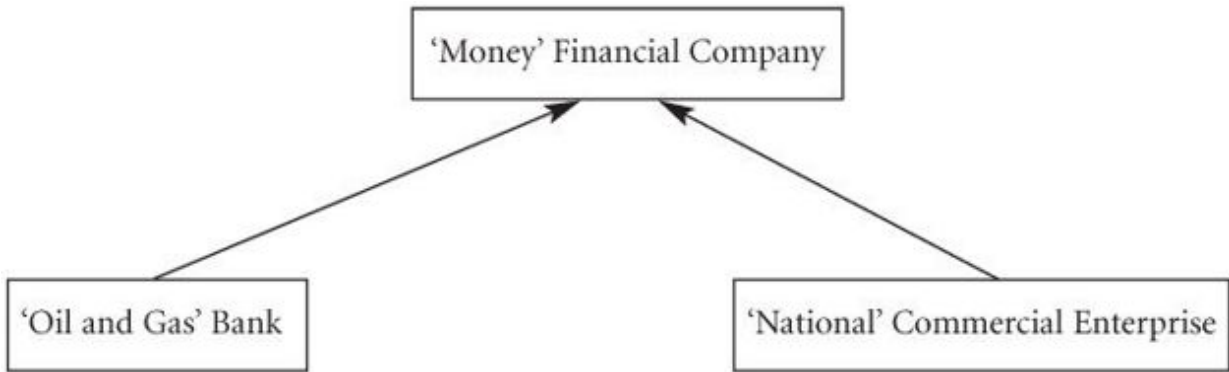 ‘Money’ Financial Company
‘Oil and Gas’ Bank
‘National’ Commercial Enterprise